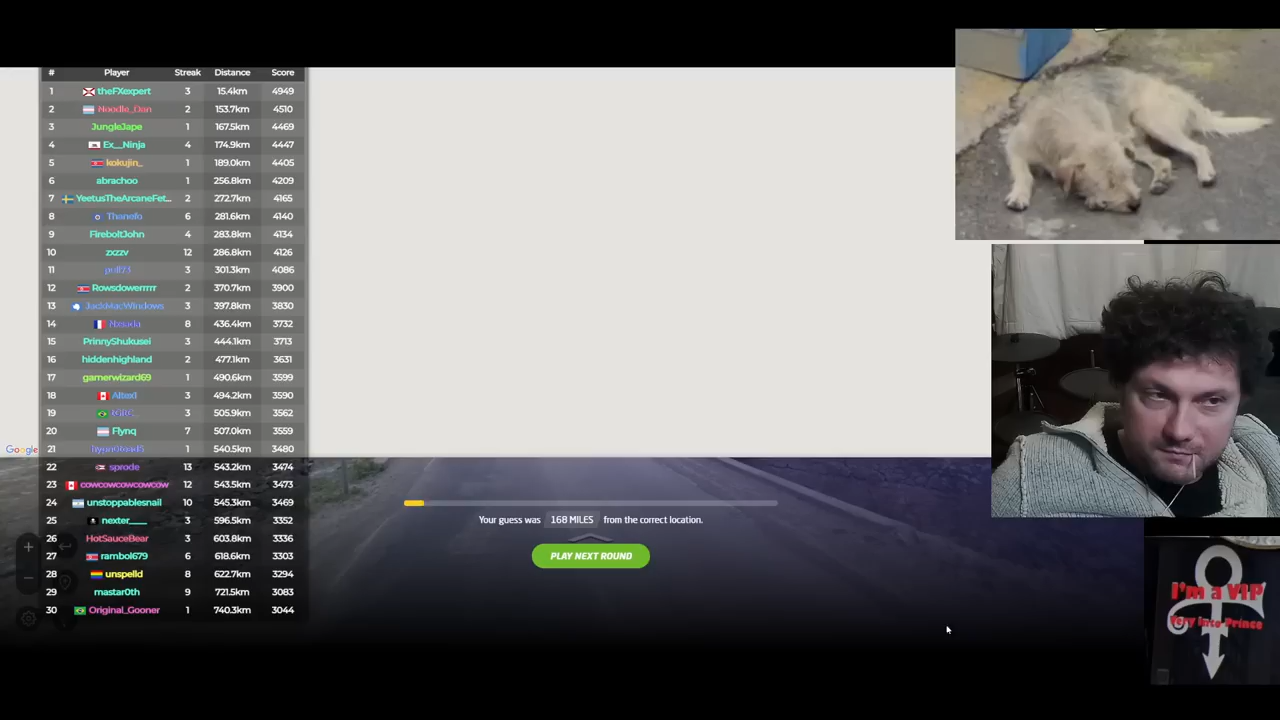 # Player Streak Distance Score
1 theFXexpert 3 15.4km 4949
2 Noodle_Dan 2 153.7km 4510
3 JungleJape 1 167.5km 4469
4 Ex__Ninja 4 174.9km 4447
5 kokujin_ 1 189.0km 4405
6 abrachoo 1 256.8km 4209
7 YeetusTheArcaneFet... 2 272.7km 4165
8 Thanefo 6 281.6km 4140
9 FireboltJohn 4 283.8km 4134
10 zxzzv 12 286.8km 4126
11 301.3km 4086
12 Rowsdowerrrrr 2 370.7km 3900
13 JackMacWindows 3 397.8km 3830
14 8 436.4km 3732
15 PrinnyShukusei 3 444.1km 3713
16 hiddenhighland 2 477.1km 3631
17 gamerwizard69 1 490.6km 3599
18 3 494.2km 3590
19 3 505.9km 3562
20 Flynq 7 507.0km 3559
21 1 540.5km 3480
22 sprode 13 543.2km 3474
23 cowcowcowcowcow 12 543.5km 3473
24 unstoppablesnail 10 545.3km 3469
25 nexter____ 3 596.5km 3352
26 HotSauceBear 3 603.8km 3336
27 rambol679 6 618.6km 3303
28 unspelld 8 622.7km 3294
29 mastar0th 9 721.5km 3083
30 Original_Gooner 1 740.3km 3044
Google
Your guess was 168 MILES from the correct location.
PLAY NEXT ROUND
I'm a VIP
Very into Prince